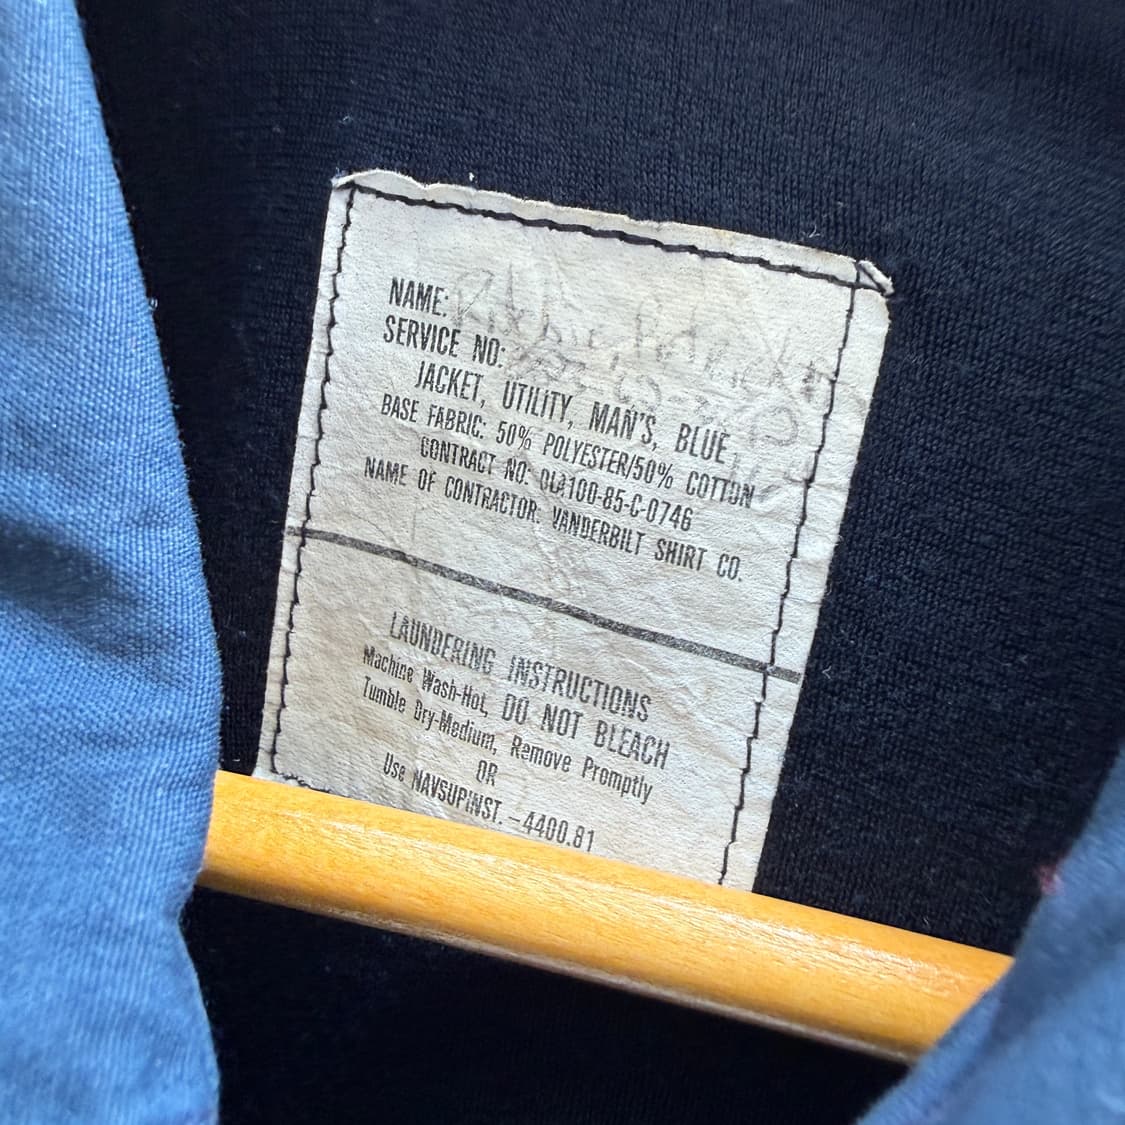 NAME:
SERVICE NO:
JACKET, UTILITY, MAN'S, BLUE
BASE FABRIC: 50% POLYESTER/50% COTTON
CONTRACT NO: DLA100-85-C-0746
NAME OF CONTRACTOR: VANDERBILT SHIRT CO.
LAUNDERING INSTRUCTIONS
Machine Wash-Hot, DO NOT BLEACH
Tumble Dry-Medium, Remove Promptly
OR
Use NAVSUPINST. -4400.81